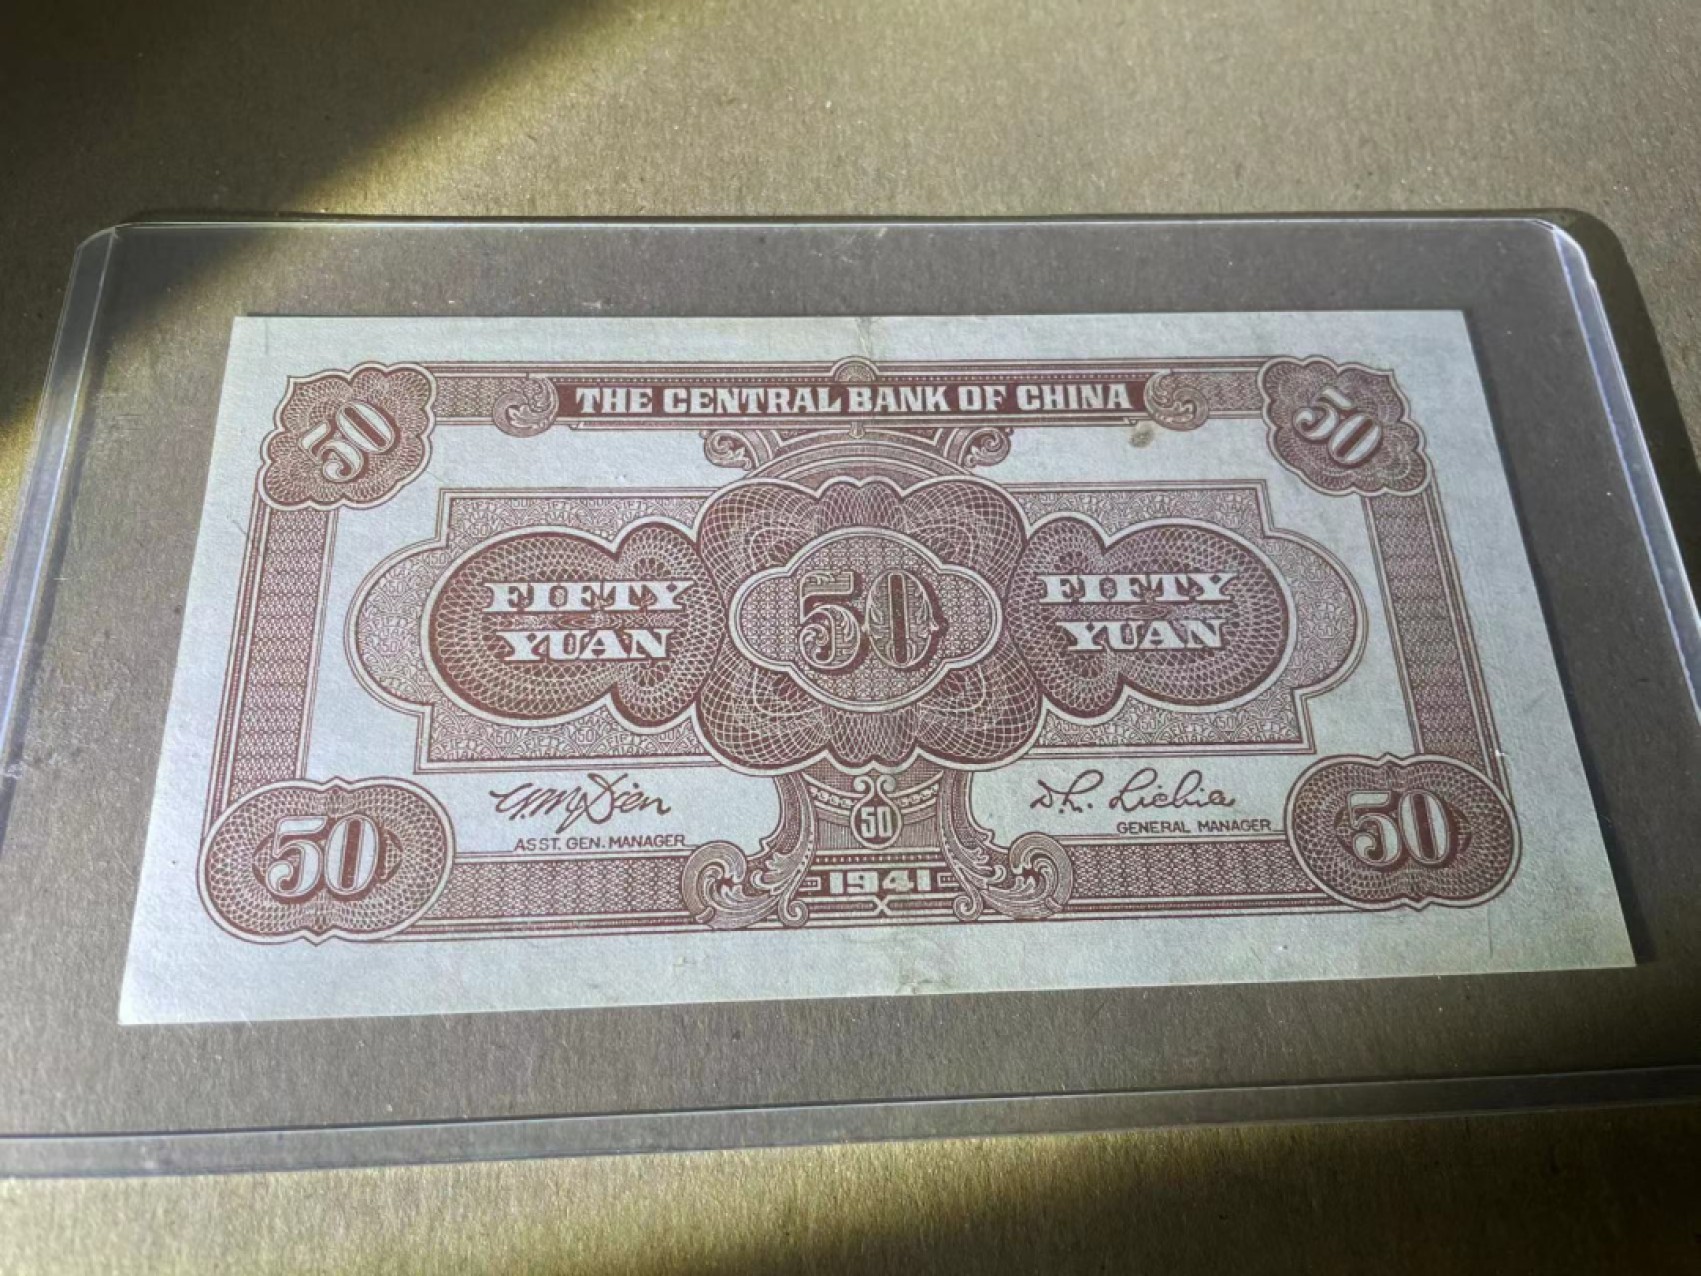 THE CENTRAL BANK OF CHINA
50
50
FIFTY
YUAN
50
FIFTY
YUAN
ASST. GEN. MANAGER
GENERAL MANAGER
50
50
50
1941